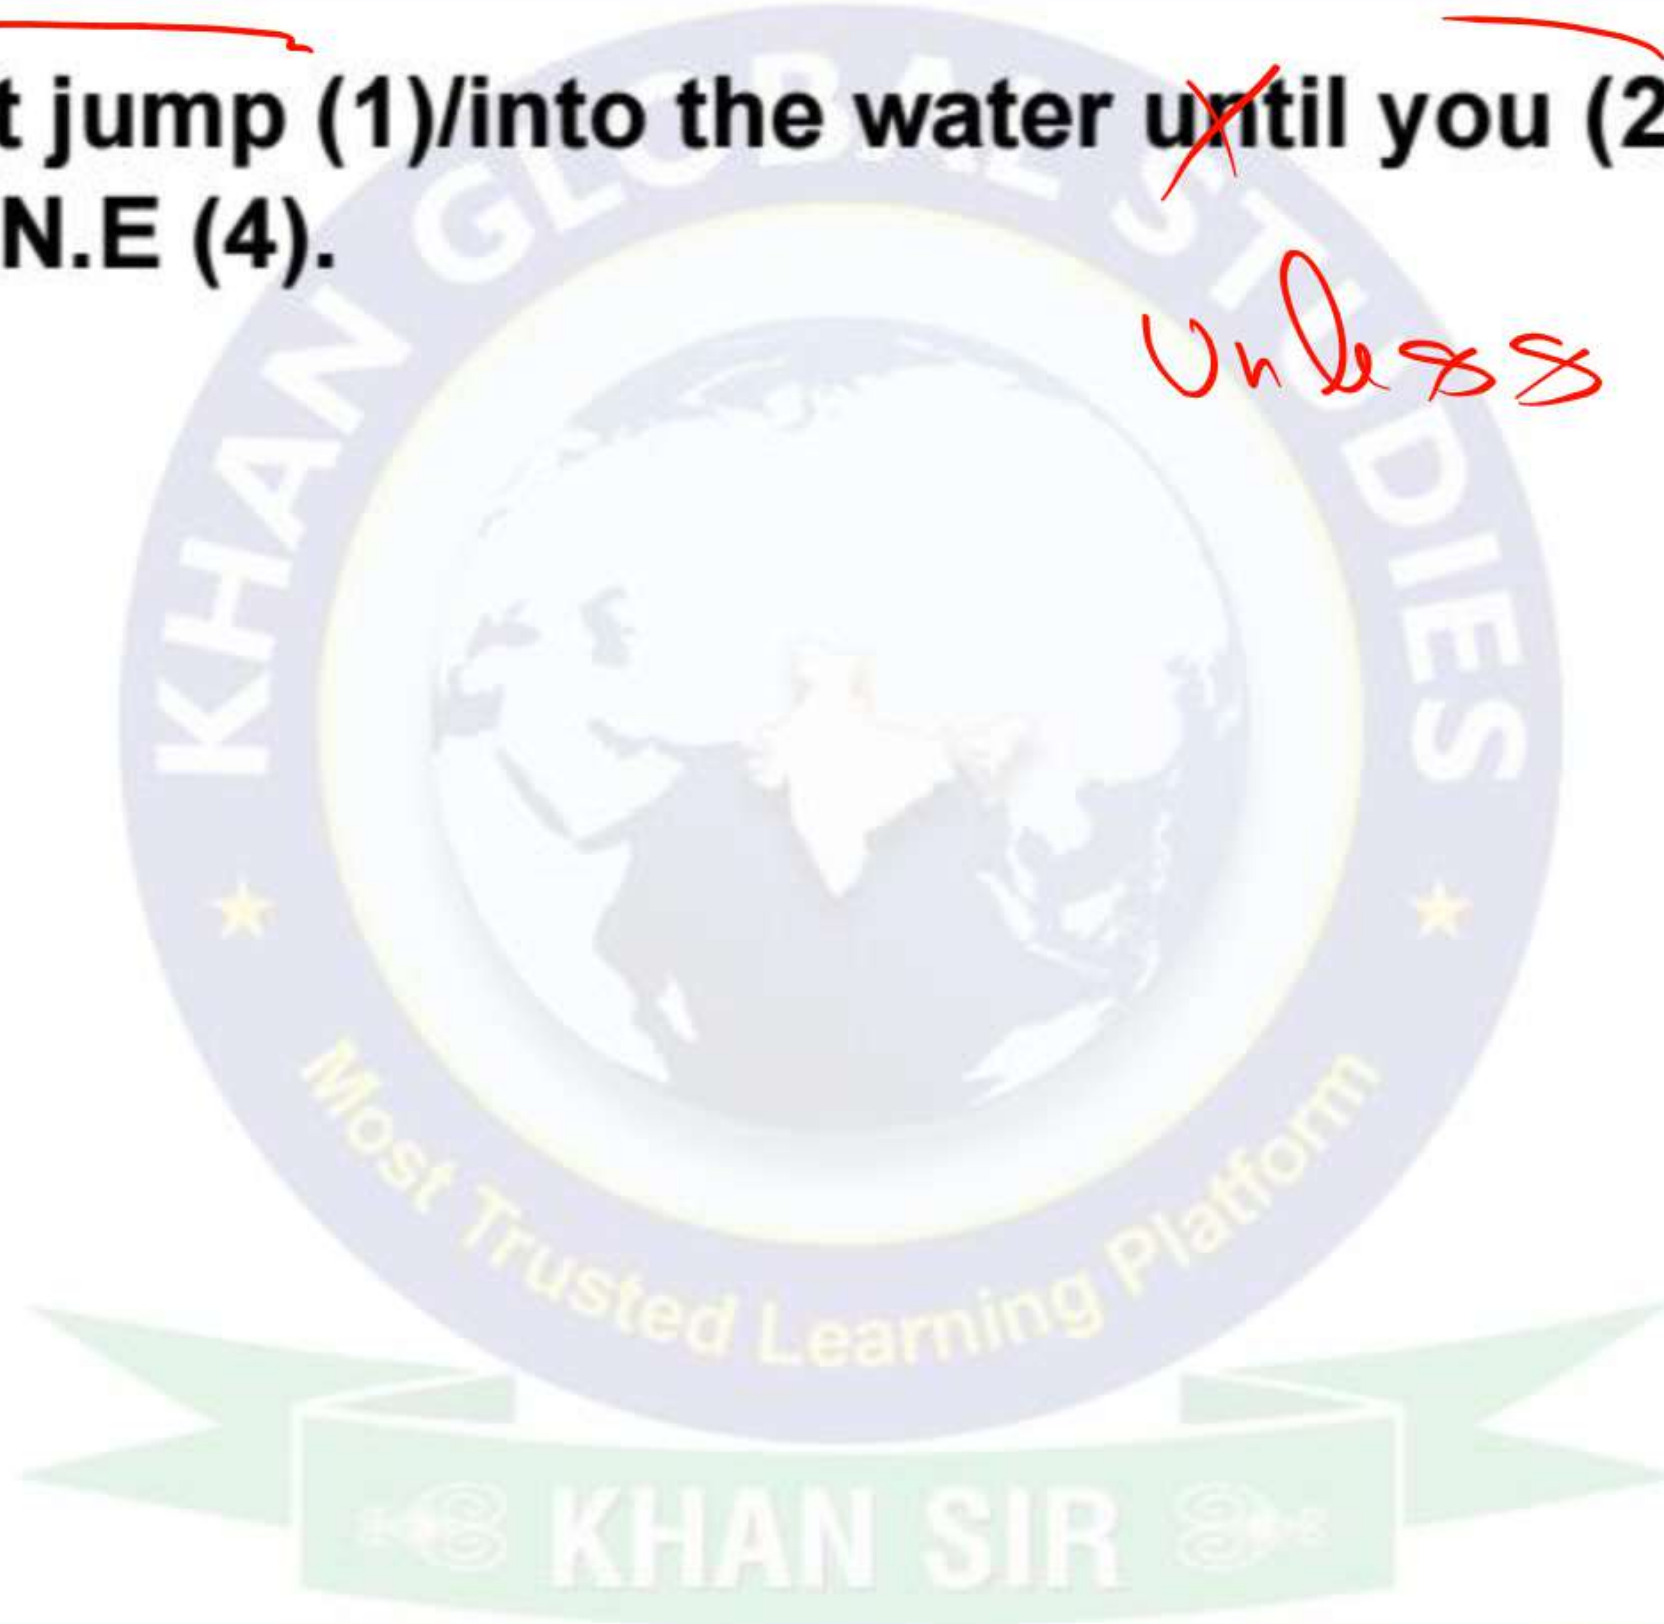 t jump (1)/into the water until you (2
N.E (4).
Unless
KHAN GLOBAL STUDIES
Most Trusted Learning Platform
KHAN SIR